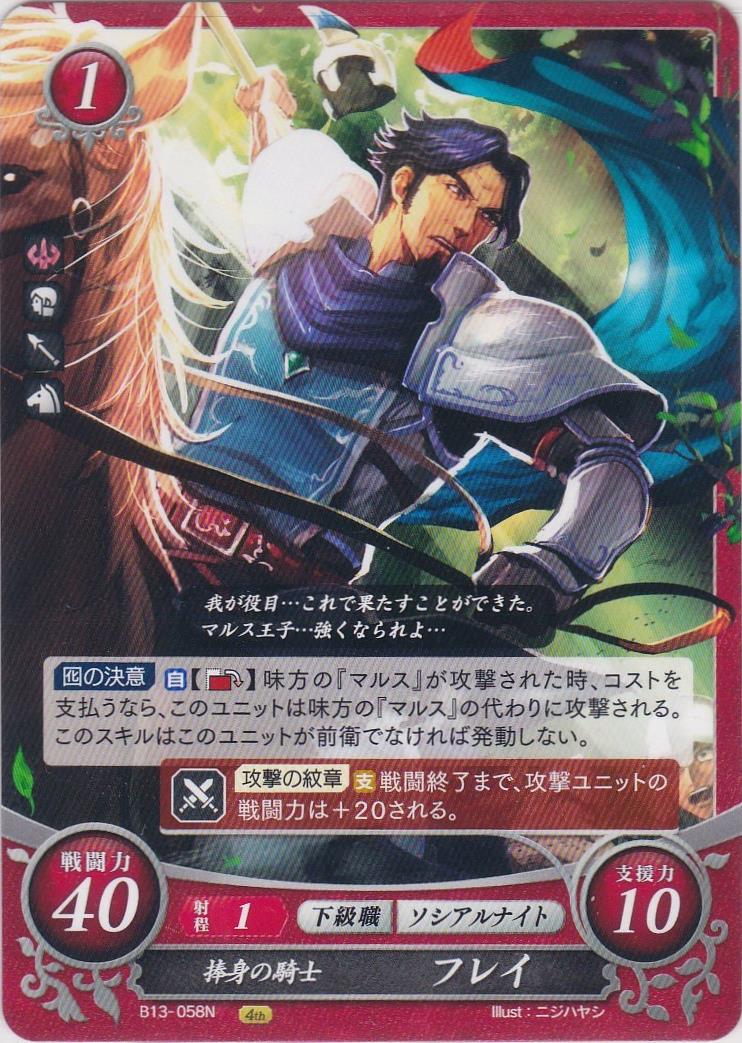 1
我が役目…これで果たすことができた。
マルス王子…強くなられよ…
囮の決意 自【 】味方の『マルス』が攻撃された時、コストを
支払うなら、このユニットは味方の『マルス』の代わりに攻撃される。
このスキルはこのユニットが前衛でなければ発動しない。
攻撃の紋章 支 戦闘終了まで、攻撃ユニットの
戦闘力は+20される。
戦闘力
40
射程 1 下級職 ソシアルナイト
支援力
10
捧身の騎士 フレイ
B13-058N 4th Illust:ニジハヤシ